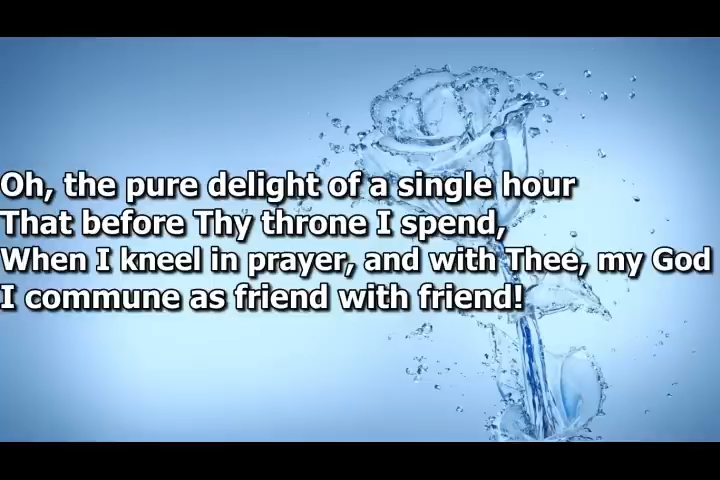 Oh, the pure delight of a single hour
That before Thy throne I spend,
When I kneel in prayer, and with Thee, my God
I commune as friend with friend!